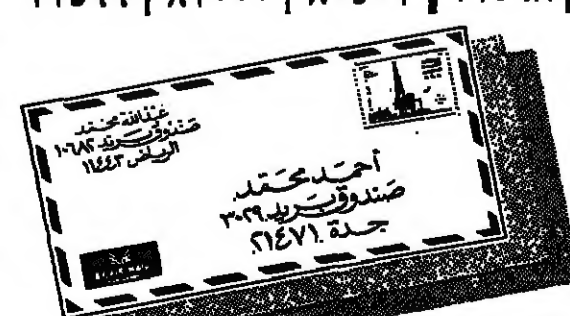 عبدالله محمد
صندوق بريد ١٠٦٨٢
الرياض ١١٤٤٣
أحمد محمد
صندوق بريد ٣٠٢٩
جدة ٢١٤٧١